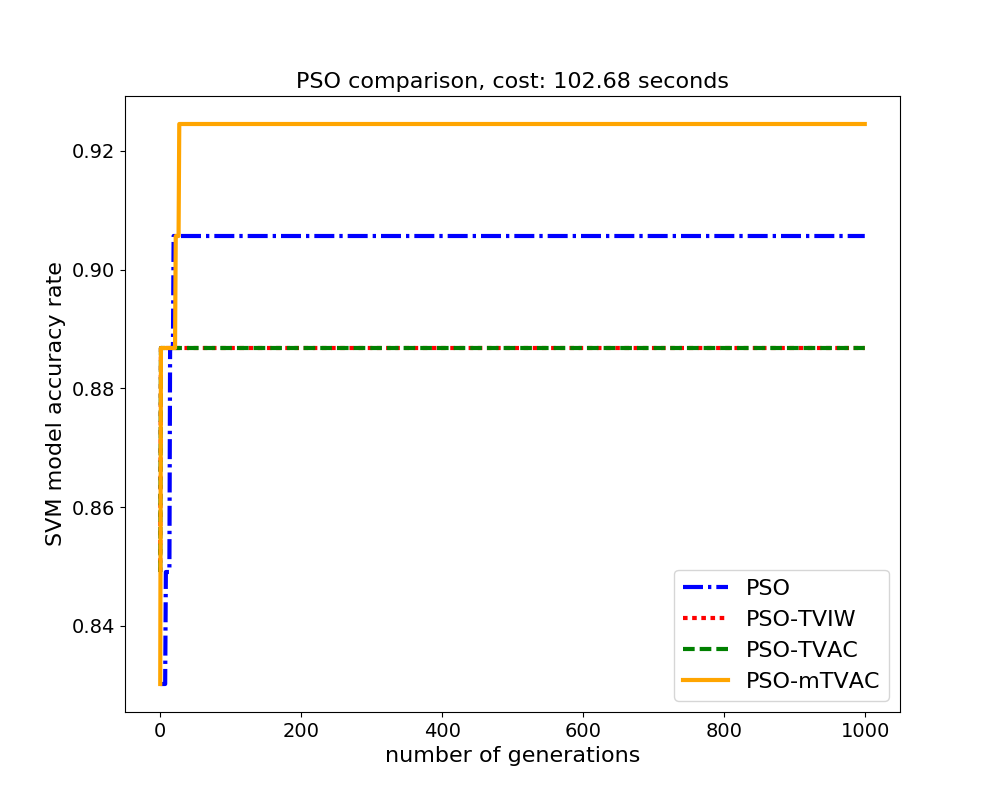 PSO comparison, cost: 102.68 seconds
SVM model accuracy rate
0.92
0.90
0.88
0.86
0.84
0 200 400 600 800 1000
number of generations
PSO
PSO-TVIW
PSO-TVAC
PSO-mTVAC